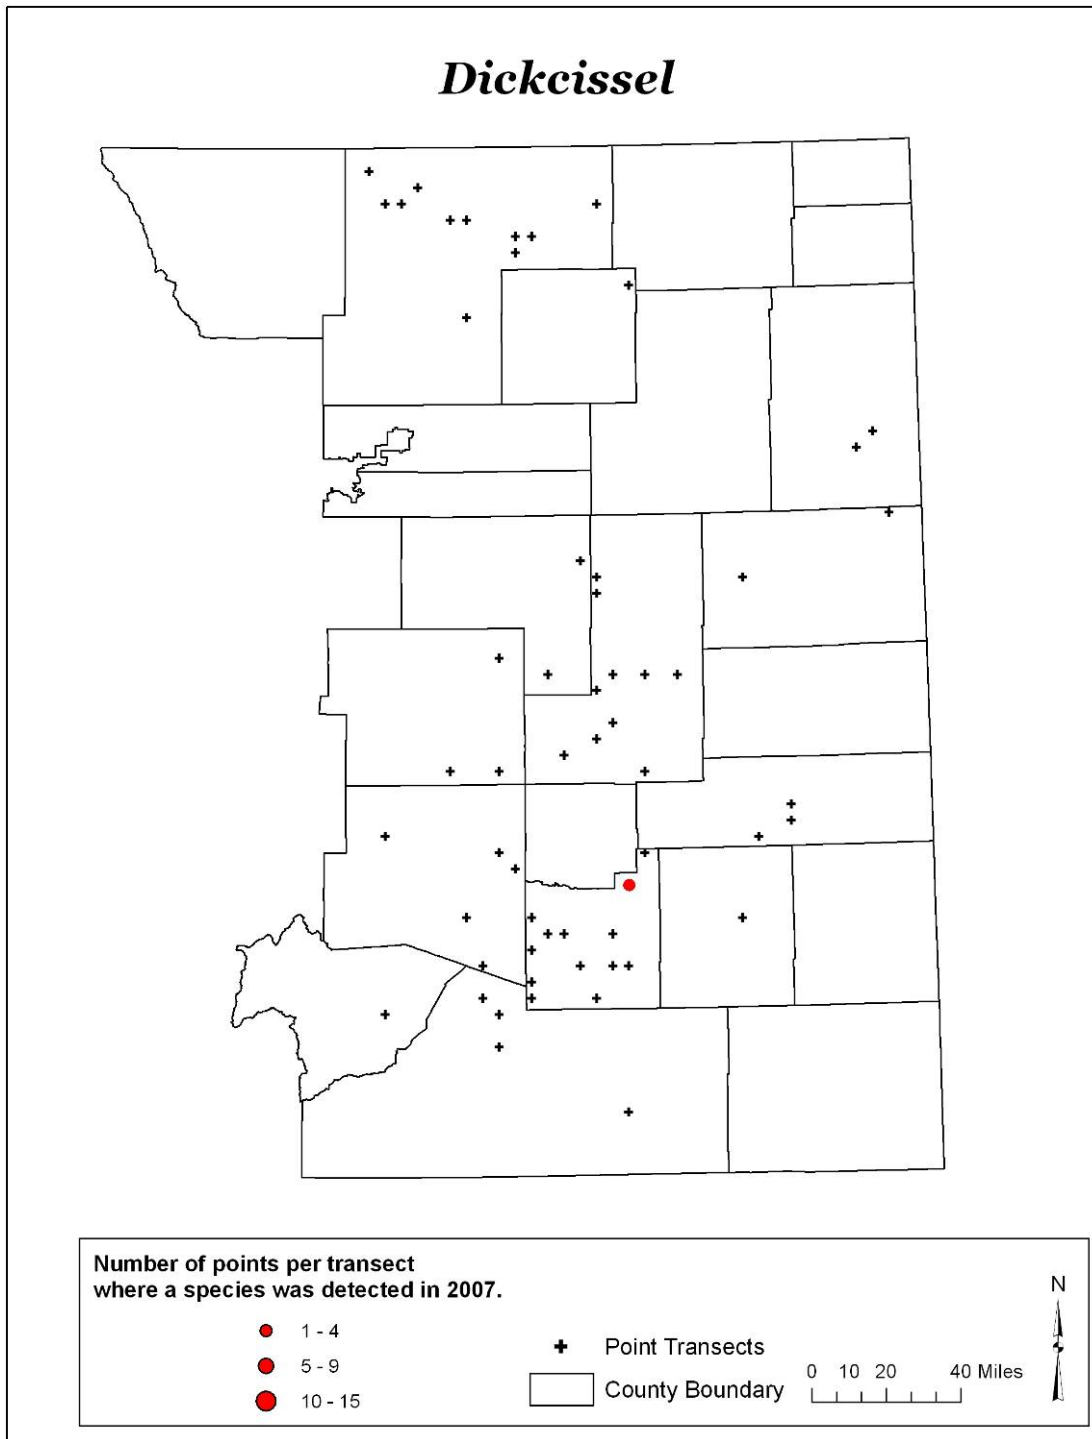 Dickcissel
Number of points per transect
where a species was detected in 2007.
1 - 4
5 - 9
10 - 15
Point Transects
County Boundary
N
0 10 20 40 Miles